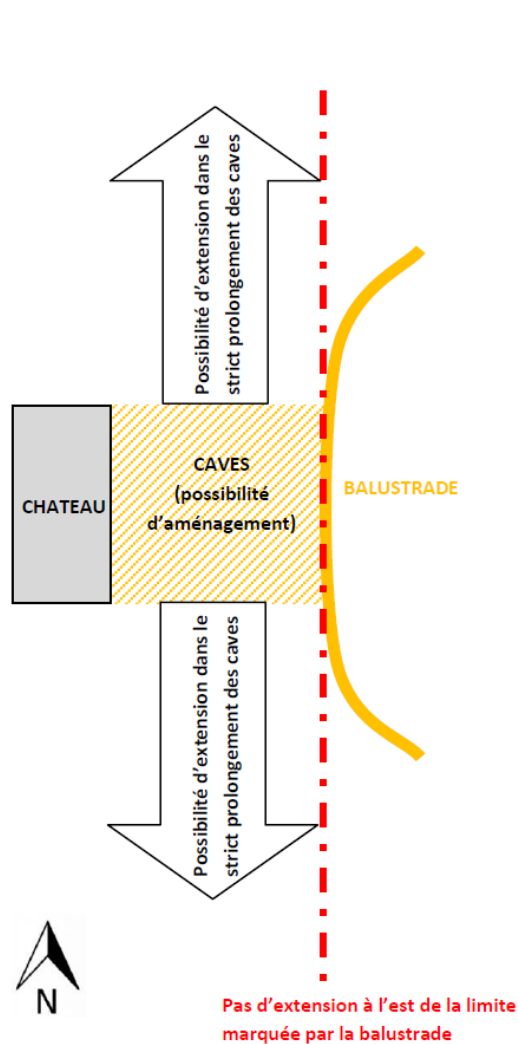 Possibilité d'extension dans le
strict prolongement des caves
CHATEAU
CAVES
(possibilité
d'aménagement)
BALUSTRADE
Possibilité d'extension dans le
strict prolongement des caves
N
Pas d'extension à l'est de la limite
marquée par la balustrade